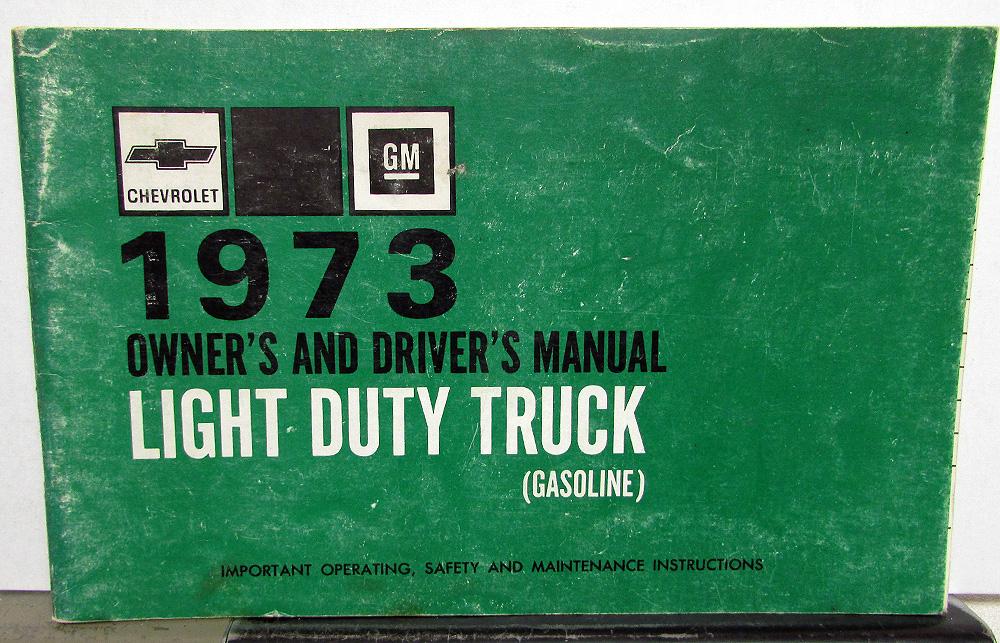 CHEVROLET
GM
1973
OWNER'S AND DRIVER'S MANUAL
LIGHT DUTY TRUCK
(GASOLINE)
IMPORTANT OPERATING, SAFETY AND MAINTENANCE INSTRUCTIONS